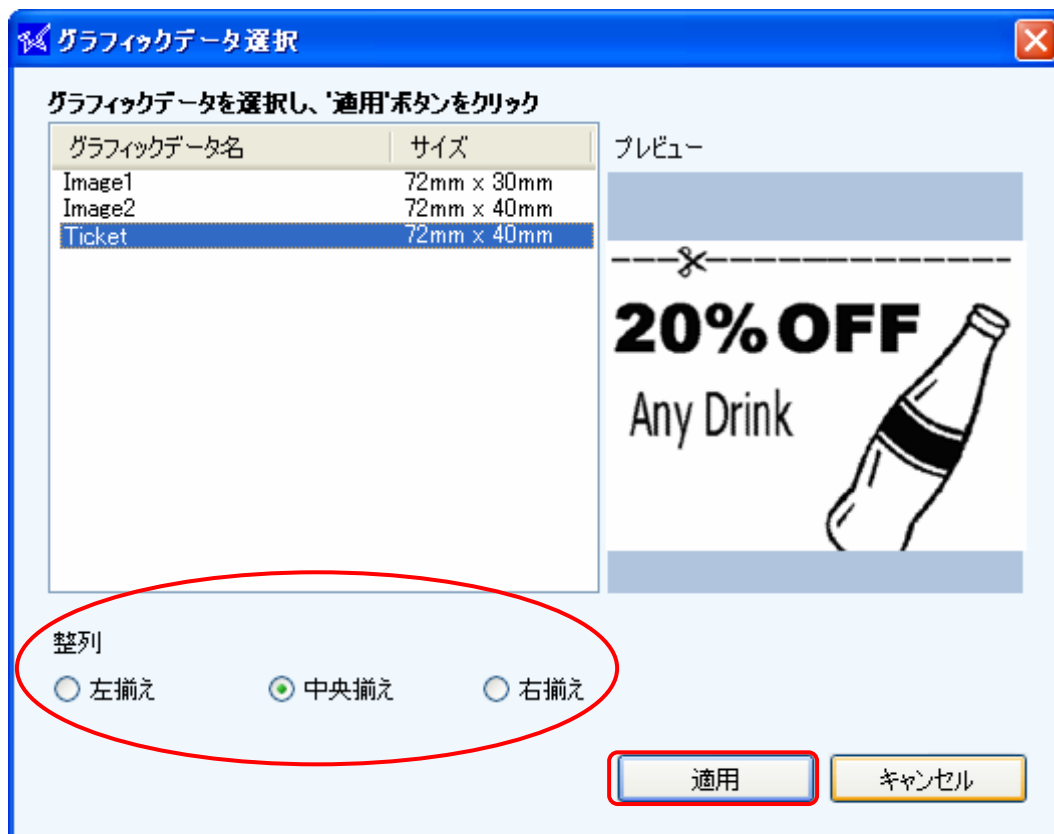 グラフィックデータ選択
グラフィックデータを選択し、'適用'ボタンをクリック
グラフィックデータ名 サイズ
プレビュー
Image1 72mm x 30mm
Image2 72mm x 40mm
Ticket 72mm x 40mm
20% OFF
Any Drink
整列
左揃え 中央揃え 右揃え
適用 キャンセル